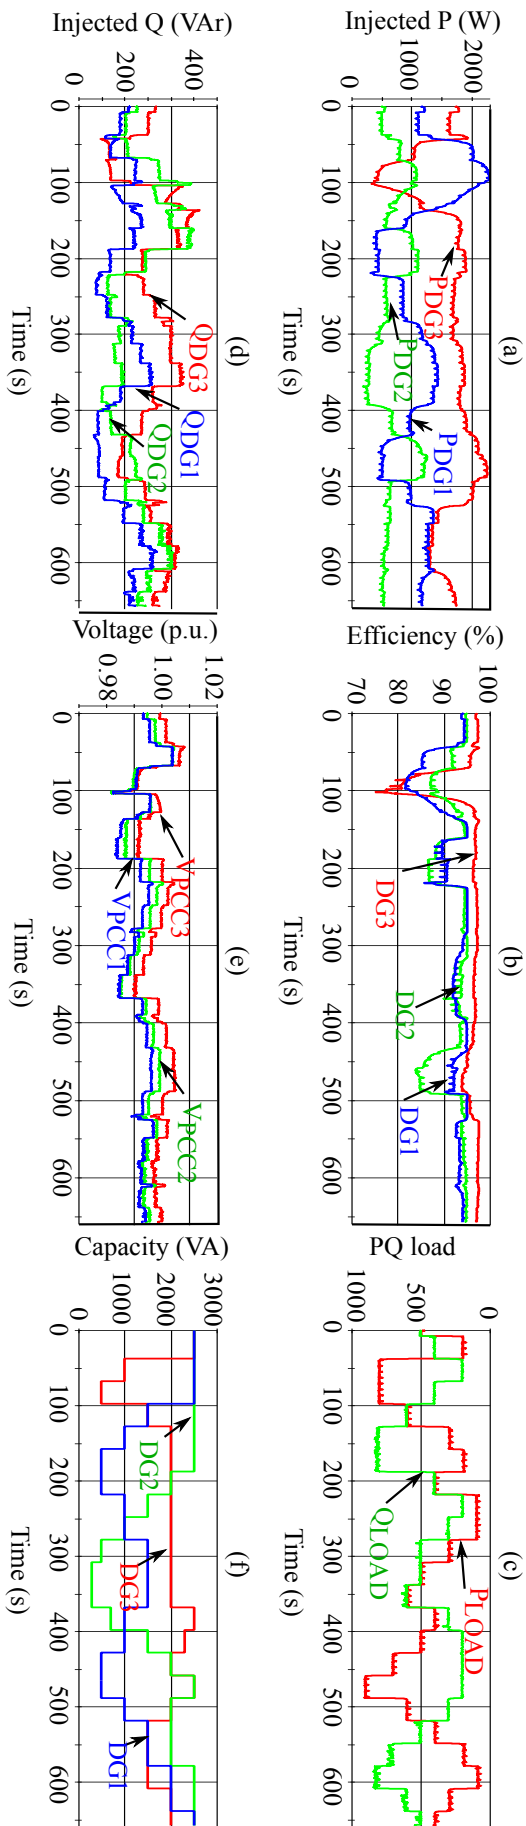 Injected P (W)
2000
1000
0
PDG3
PDG2
PDG1
0 100 200 300 400 500 600
Time (s)
(a)
Efficiency (%)
100
90
80
70
DG3
DG2
DG1
0 100 200 300 400 500 600
Time (s)
(b)
PQ load
0
500
1000
PLOAD
QLOAD
0 100 200 300 400 500 600
Time (s)
(c)
Injected Q (VAr)
400
200
0
QDG3
QDG1
QDG2
0 100 200 300 400 500 600
Time (s)
(d)
Voltage (p.u.)
1.02
1.00
0.98
VPCC3
VPCC1
VPCC2
0 100 200 300 400 500 600
Time (s)
(e)
Capacity (VA)
3000
2000
1000
0
DG2
DG3
DG1
0 100 200 300 400 500 600
Time (s)
(f)